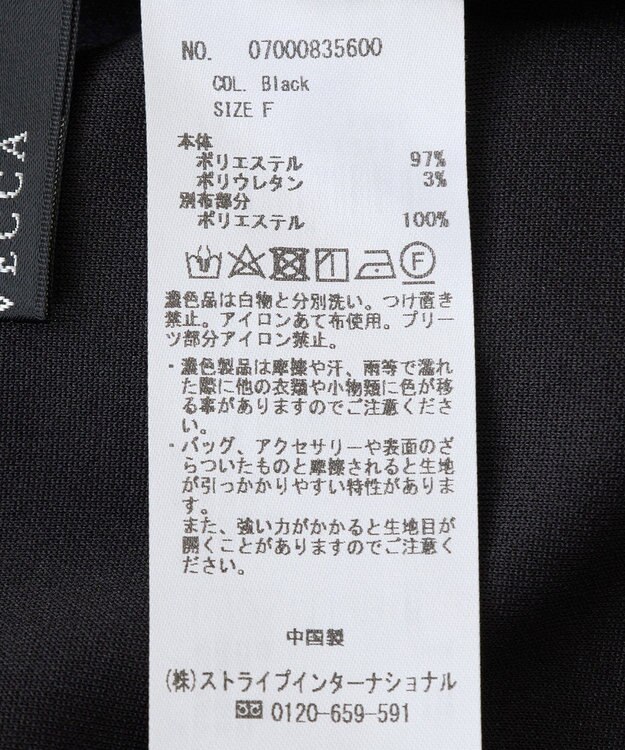 NO. 07000835600
COL. Black
SIZE F
本体
ポリエステル 97%
ポリウレタン 3%
別布部分
ポリエステル 100%
F
濃色品は白物と分別洗い。つけ置き
禁止。アイロンあて布使用。プリー
ツ部分アイロン禁止。
・濃色製品は摩擦や汗、雨等で濡れ
た際に他の衣類や小物類に色が移
る事がありますのでご注意くださ
い。
・バッグ、アクセサリーや表面のざ
らついたものと摩擦されると生地
が引っかかりやすい特性がありま
す。
また、強い力がかかると生地目が
開くことがありますのでご注意く
ださい。
中国製
(株)ストライプインターナショナル
0120-659-591
VECCA